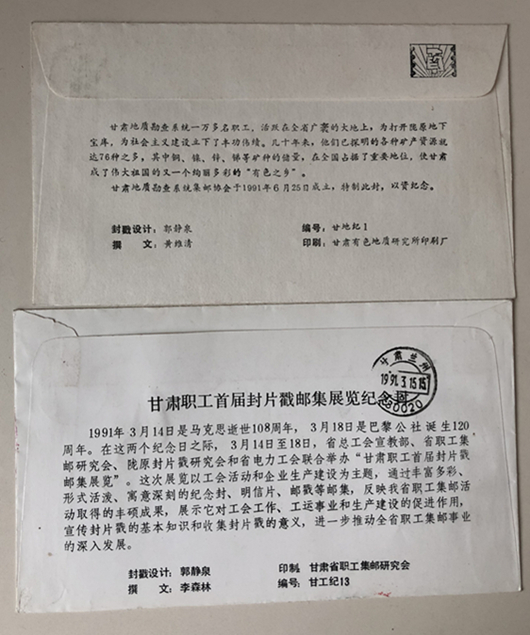 甘肃地质勘查系统一万多名职工，活跃在全省广袤的大地上，为打开陇原地下
宝库，为社会主义建设立下了丰功伟绩。几十年来，他们已探明的各种矿产资源就
达76种之多，其中铜、镍、锌、锑等矿种的储量，在全国占据了重要地位，使甘肃
成了伟大祖国的又一个绚丽多彩的“有色之乡”。
甘肃地质勘查系统集邮协会于1991年6月25日成立，特制此封，以资纪念。
封戳设计：郭静泉 编号：甘地纪1
撰 文：黄维清 印刷：甘肃有色地质研究所印刷厂
甘肃兰州
1991.3.15.15
730020
甘肃职工首届封片戳邮集展览纪念封
1991年3月14日是马克思逝世108周年，3月18日是巴黎公社诞生120
周年。在这两个纪念日之际，3月14日至18日，省总工会宣教部、省职工集
邮研究会、陇原封片戳研究会和省电力工会联合举办“甘肃职工首届封片戳
邮集展览”。这次展览以工会活动和企业生产建设为主题，通过丰富多彩、
形式活泼、寓意深刻的纪念封、明信片、邮戳等邮集，反映我省职工集邮活
动取得的丰硕成果，展示它对工会工作、工运事业和生产建设的促进作用，
宣传封片戳的基本知识和收集封片戳的意义，进一步推动全省职工集邮事业
的深入发展。
封戳设计：郭静泉 印制：甘肃省职工集邮研究会
撰 文：李森林 编号：甘工纪13